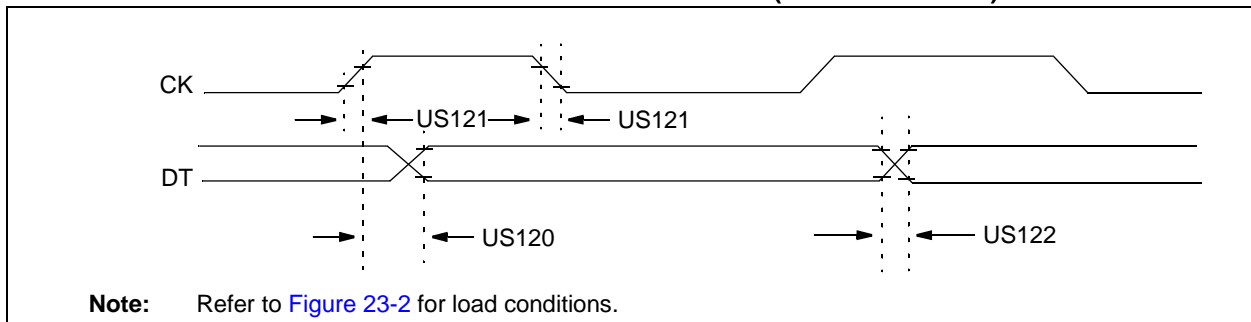 CK
US121
US121
DT
US120
US122
Note: Refer to Figure 23-2 for load conditions.